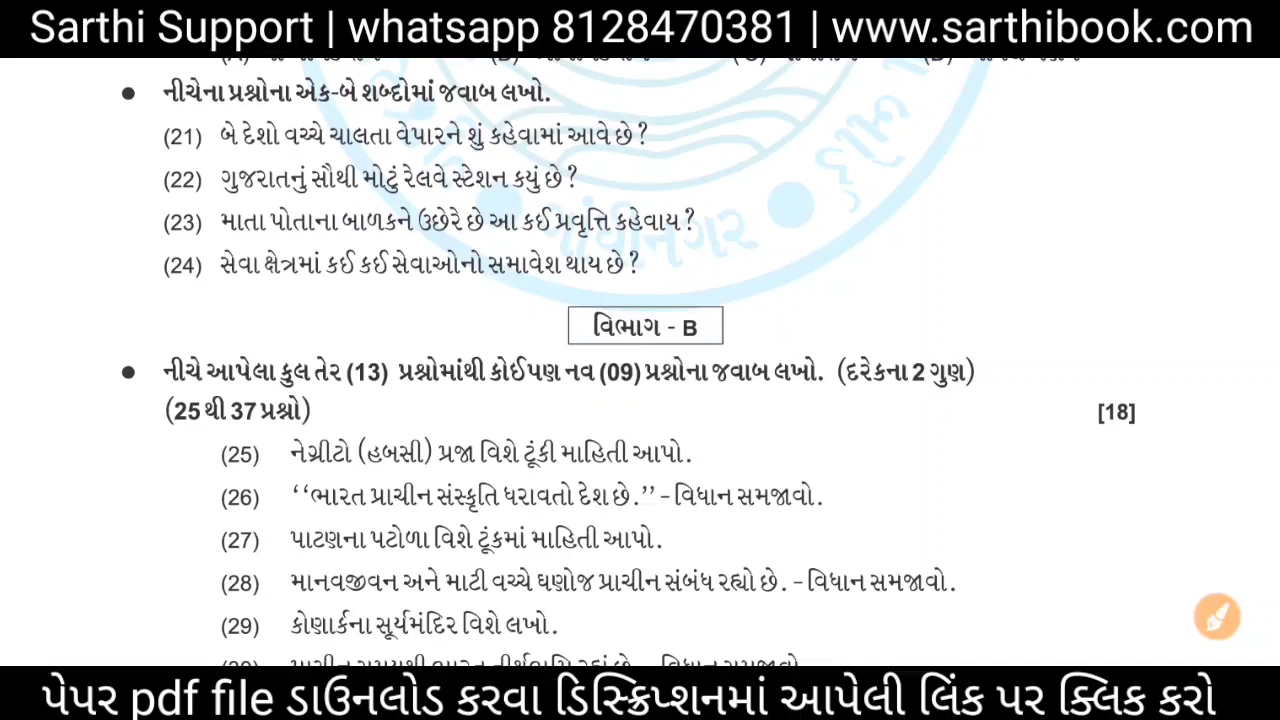 Sarthi Support | whatsapp 8128470381 | www.sarthibook.com
● નીચેના પ્રશ્નોના એક-બે શબ્દોમાં જવાબ લખો.
(21) બે દેશો વચ્ચે ચાલતા વેપારને શું કહેવામાં આવે છે?
(22) ગુજરાતનું સૌથી મોટું રેલવે સ્ટેશન કયું છે?
(23) માતા પોતાના બાળકને ઉછેરે છે આ કઈ પ્રવૃત્તિ કહેવાય?
(24) સેવા ક્ષેત્રમાં કઈ કઈ સેવાઓનો સમાવેશ થાય છે?
ગાંધીનગર
વિભાગ - B
● નીચે આપેલા કુલ તેર (13) પ્રશ્નોમાંથી કોઈપણ નવ (09) પ્રશ્નોના જવાબ લખો. (દરેકના 2 ગુણ)
(25 થી 37 પ્રશ્નો) [18]
(25) નેગ્રીટો (હબસી) પ્રજા વિશે ટૂંકી માહિતી આપો.
(26) ‘‘ભારત પ્રાચીન સંસ્કૃતિ ધરાવતો દેશ છે.’’ – વિધાન સમજાવો.
(27) પાટણના પટોળા વિશે ટૂંકમાં માહિતી આપો.
(28) માનવજીવન અને માટી વચ્ચે ઘણોજ પ્રાચીન સંબંધ રહ્યો છે. – વિધાન સમજાવો.
(29) કોણાર્કના સૂર્યમંદિર વિશે લખો.
પેપર pdf file ડાઉનલોડ કરવા ડિસ્ક્રિપ્શનમાં આપેલી લિંક પર ક્લિક કરો